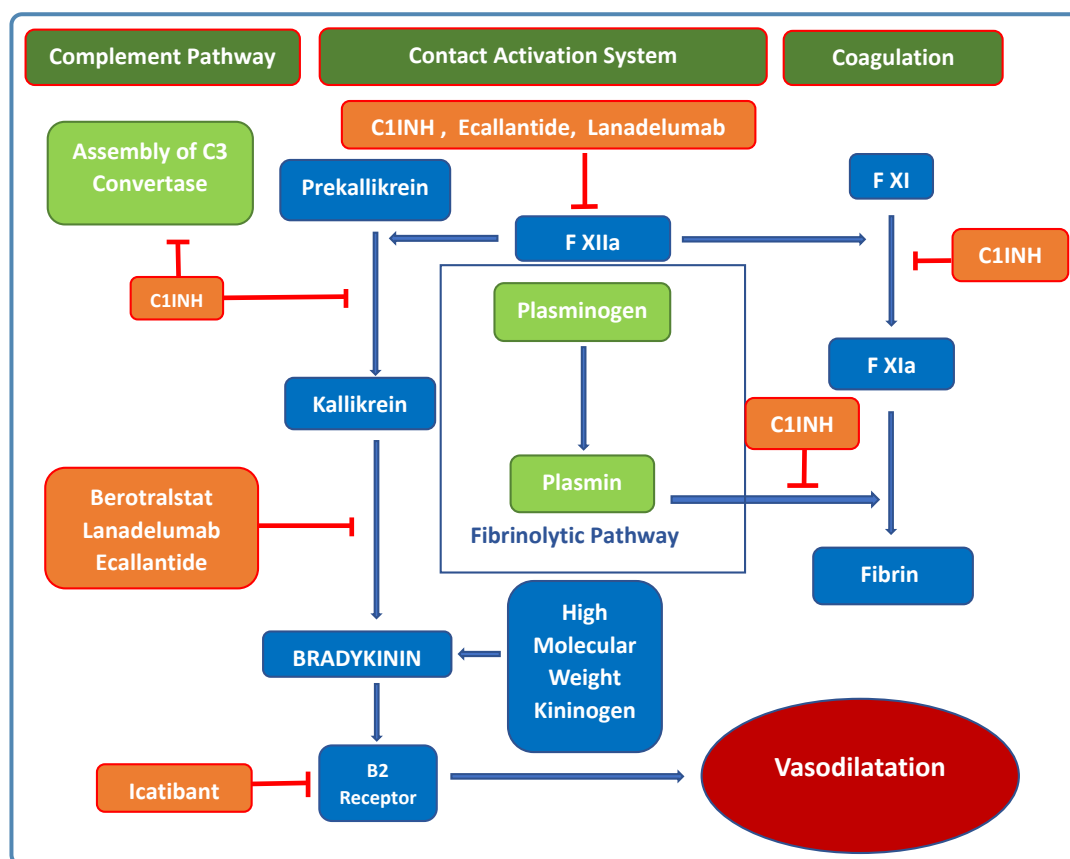 Complement Pathway
Contact Activation System
Coagulation
C1INH , Ecallantide, Lanadelumab
Assembly of C3
Convertase
Prekallikrein
F XI
F XIIa
C1INH
C1INH
Plasminogen
F XIa
Kallikrein
C1INH
Plasmin
Berotralstat
Lanadelumab
Ecallantide
Fibrinolytic Pathway
Fibrin
High
Molecular
Weight
Kininogen
BRADYKININ
B2
Receptor
Vasodilatation
Icatibant